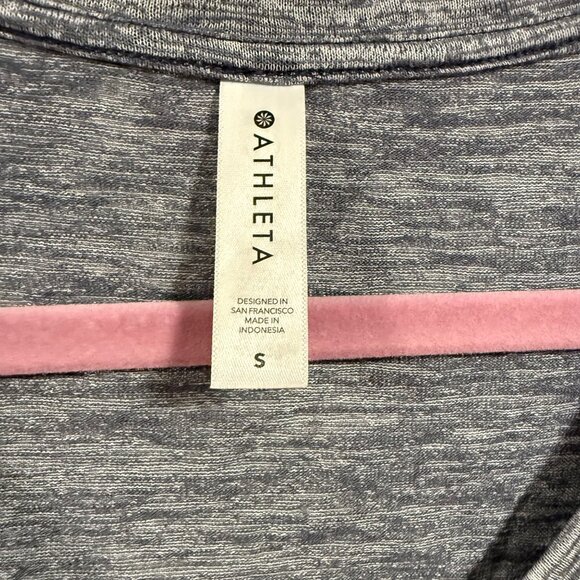 ATHLETA
DESIGNED IN
SAN FRANCISCO
MADE IN
INDONESIA
S